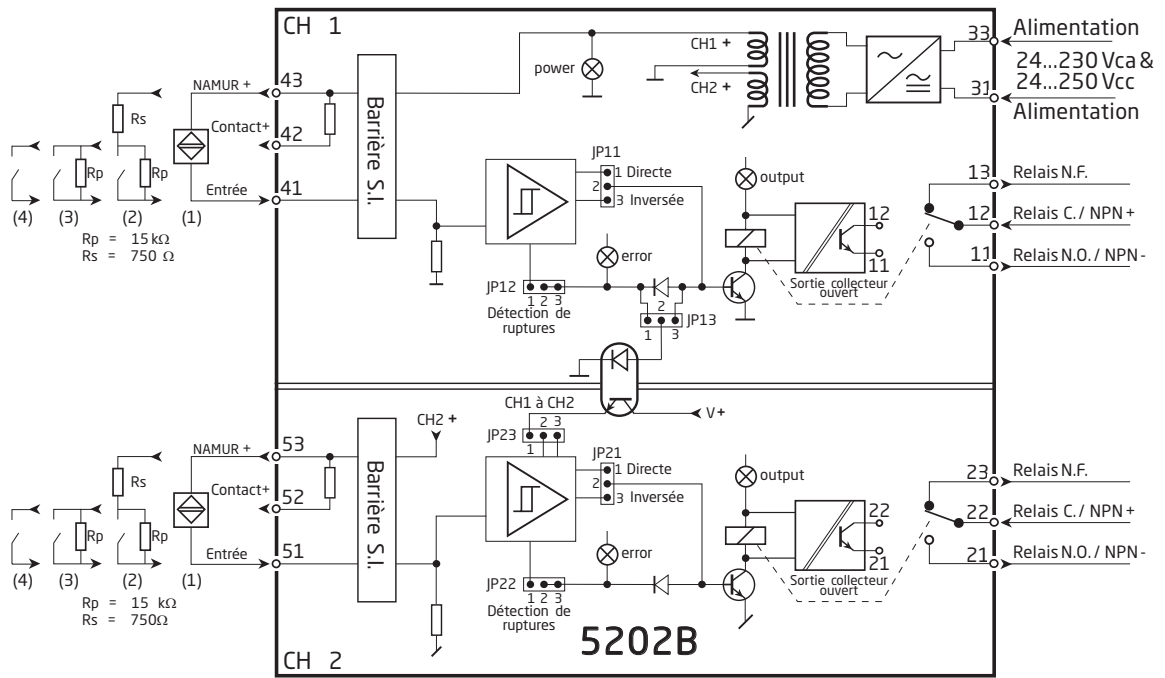 CH 1
33
Alimentation
24...230 Vca &
24...250 Vcc
31
Alimentation
CH1 +
CH2 +
power
Barrière S.I.
NAMUR +
43
Contact+
42
Entrée
41
Rs
Rp
Rp
(4)
(3)
(2)
(1)
Rp = 15 kΩ
Rs = 750 Ω
JP11
1 Directe
2
3 Inversée
output
error
JP12
1 2 3
Détection de
ruptures
2
1 3
JP13
12
11
Sortie collecteur
ouvert
13
Relais N.F.
12
Relais C./ NPN +
11
Relais N.O./ NPN -
CH1 à CH2
V +
CH2 +
JP23
2 3
1
Barrière S.I.
NAMUR +
53
Contact+
52
Entrée
51
Rs
Rp
Rp
(4)
(3)
(2)
(1)
Rp = 15 kΩ
Rs = 750Ω
JP21
1 Directe
2
3 Inversée
output
error
JP22
1 2 3
Détection de
ruptures
22
21
Sortie collecteur
ouvert
23
Relais N.F.
22
Relais C./ NPN +
21
Relais N.O./ NPN -
5202B
CH 2